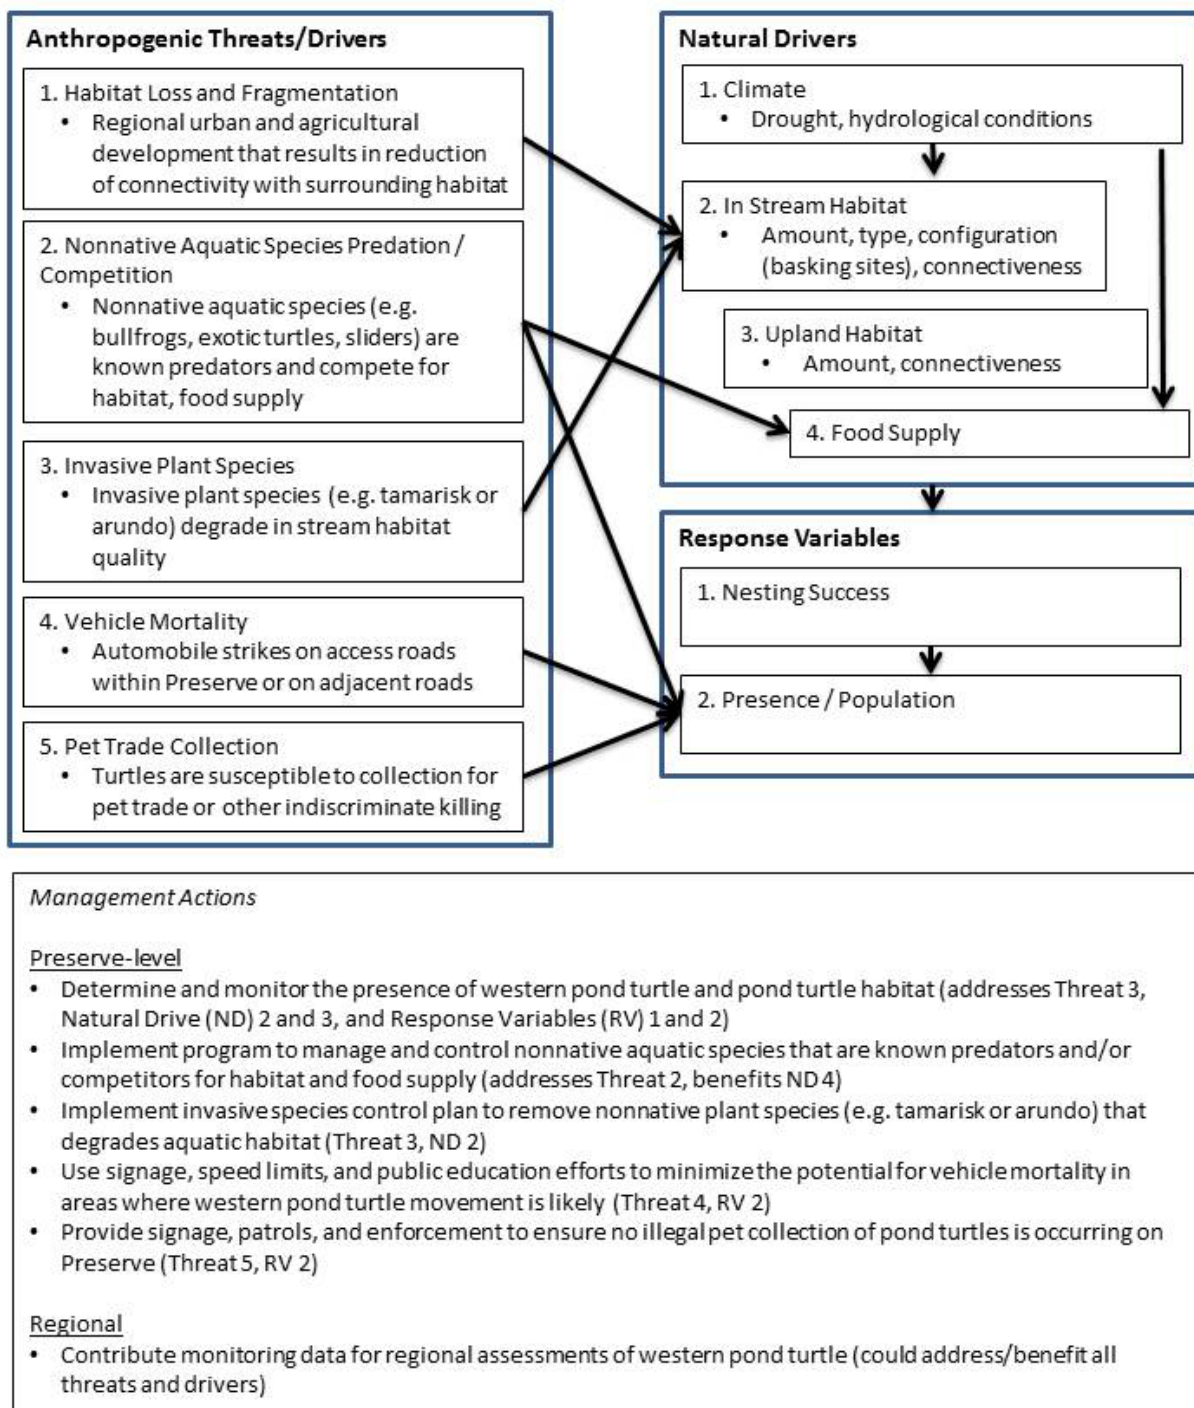 Anthropogenic Threats/Drivers
1. Habitat Loss and Fragmentation
• Regional urban and agricultural
development that results in reduction
of connectivity with surrounding habitat
2. Nonnative Aquatic Species Predation /
Competition
• Nonnative aquatic species (e.g.
bullfrogs, exotic turtles, sliders) are
known predators and compete for
habitat, food supply
3. Invasive Plant Species
• Invasive plant species (e.g. tamarisk or
arundo) degrade in stream habitat
quality
4. Vehicle Mortality
• Automobile strikes on access roads
within Preserve or on adjacent roads
5. Pet Trade Collection
• Turtles are susceptible to collection for
pet trade or other indiscriminate killing
Natural Drivers
1. Climate
• Drought, hydrological conditions
2. In Stream Habitat
• Amount, type, configuration
(basking sites), connectiveness
3. Upland Habitat
• Amount, connectiveness
4. Food Supply
Response Variables
1. Nesting Success
2. Presence / Population
Management Actions
Preserve-level
• Determine and monitor the presence of western pond turtle and pond turtle habitat (addresses Threat 3,
Natural Drive (ND) 2 and 3, and Response Variables (RV) 1 and 2)
• Implement program to manage and control nonnative aquatic species that are known predators and/or
competitors for habitat and food supply (addresses Threat 2, benefits ND 4)
• Implement invasive species control plan to remove nonnative plant species (e.g. tamarisk or arundo) that
degrades aquatic habitat (Threat 3, ND 2)
• Use signage, speed limits, and public education efforts to minimize the potential for vehicle mortality in
areas where western pond turtle movement is likely (Threat 4, RV 2)
• Provide signage, patrols, and enforcement to ensure no illegal pet collection of pond turtles is occurring on
Preserve (Threat 5, RV 2)
Regional
• Contribute monitoring data for regional assessments of western pond turtle (could address/benefit all
threats and drivers)